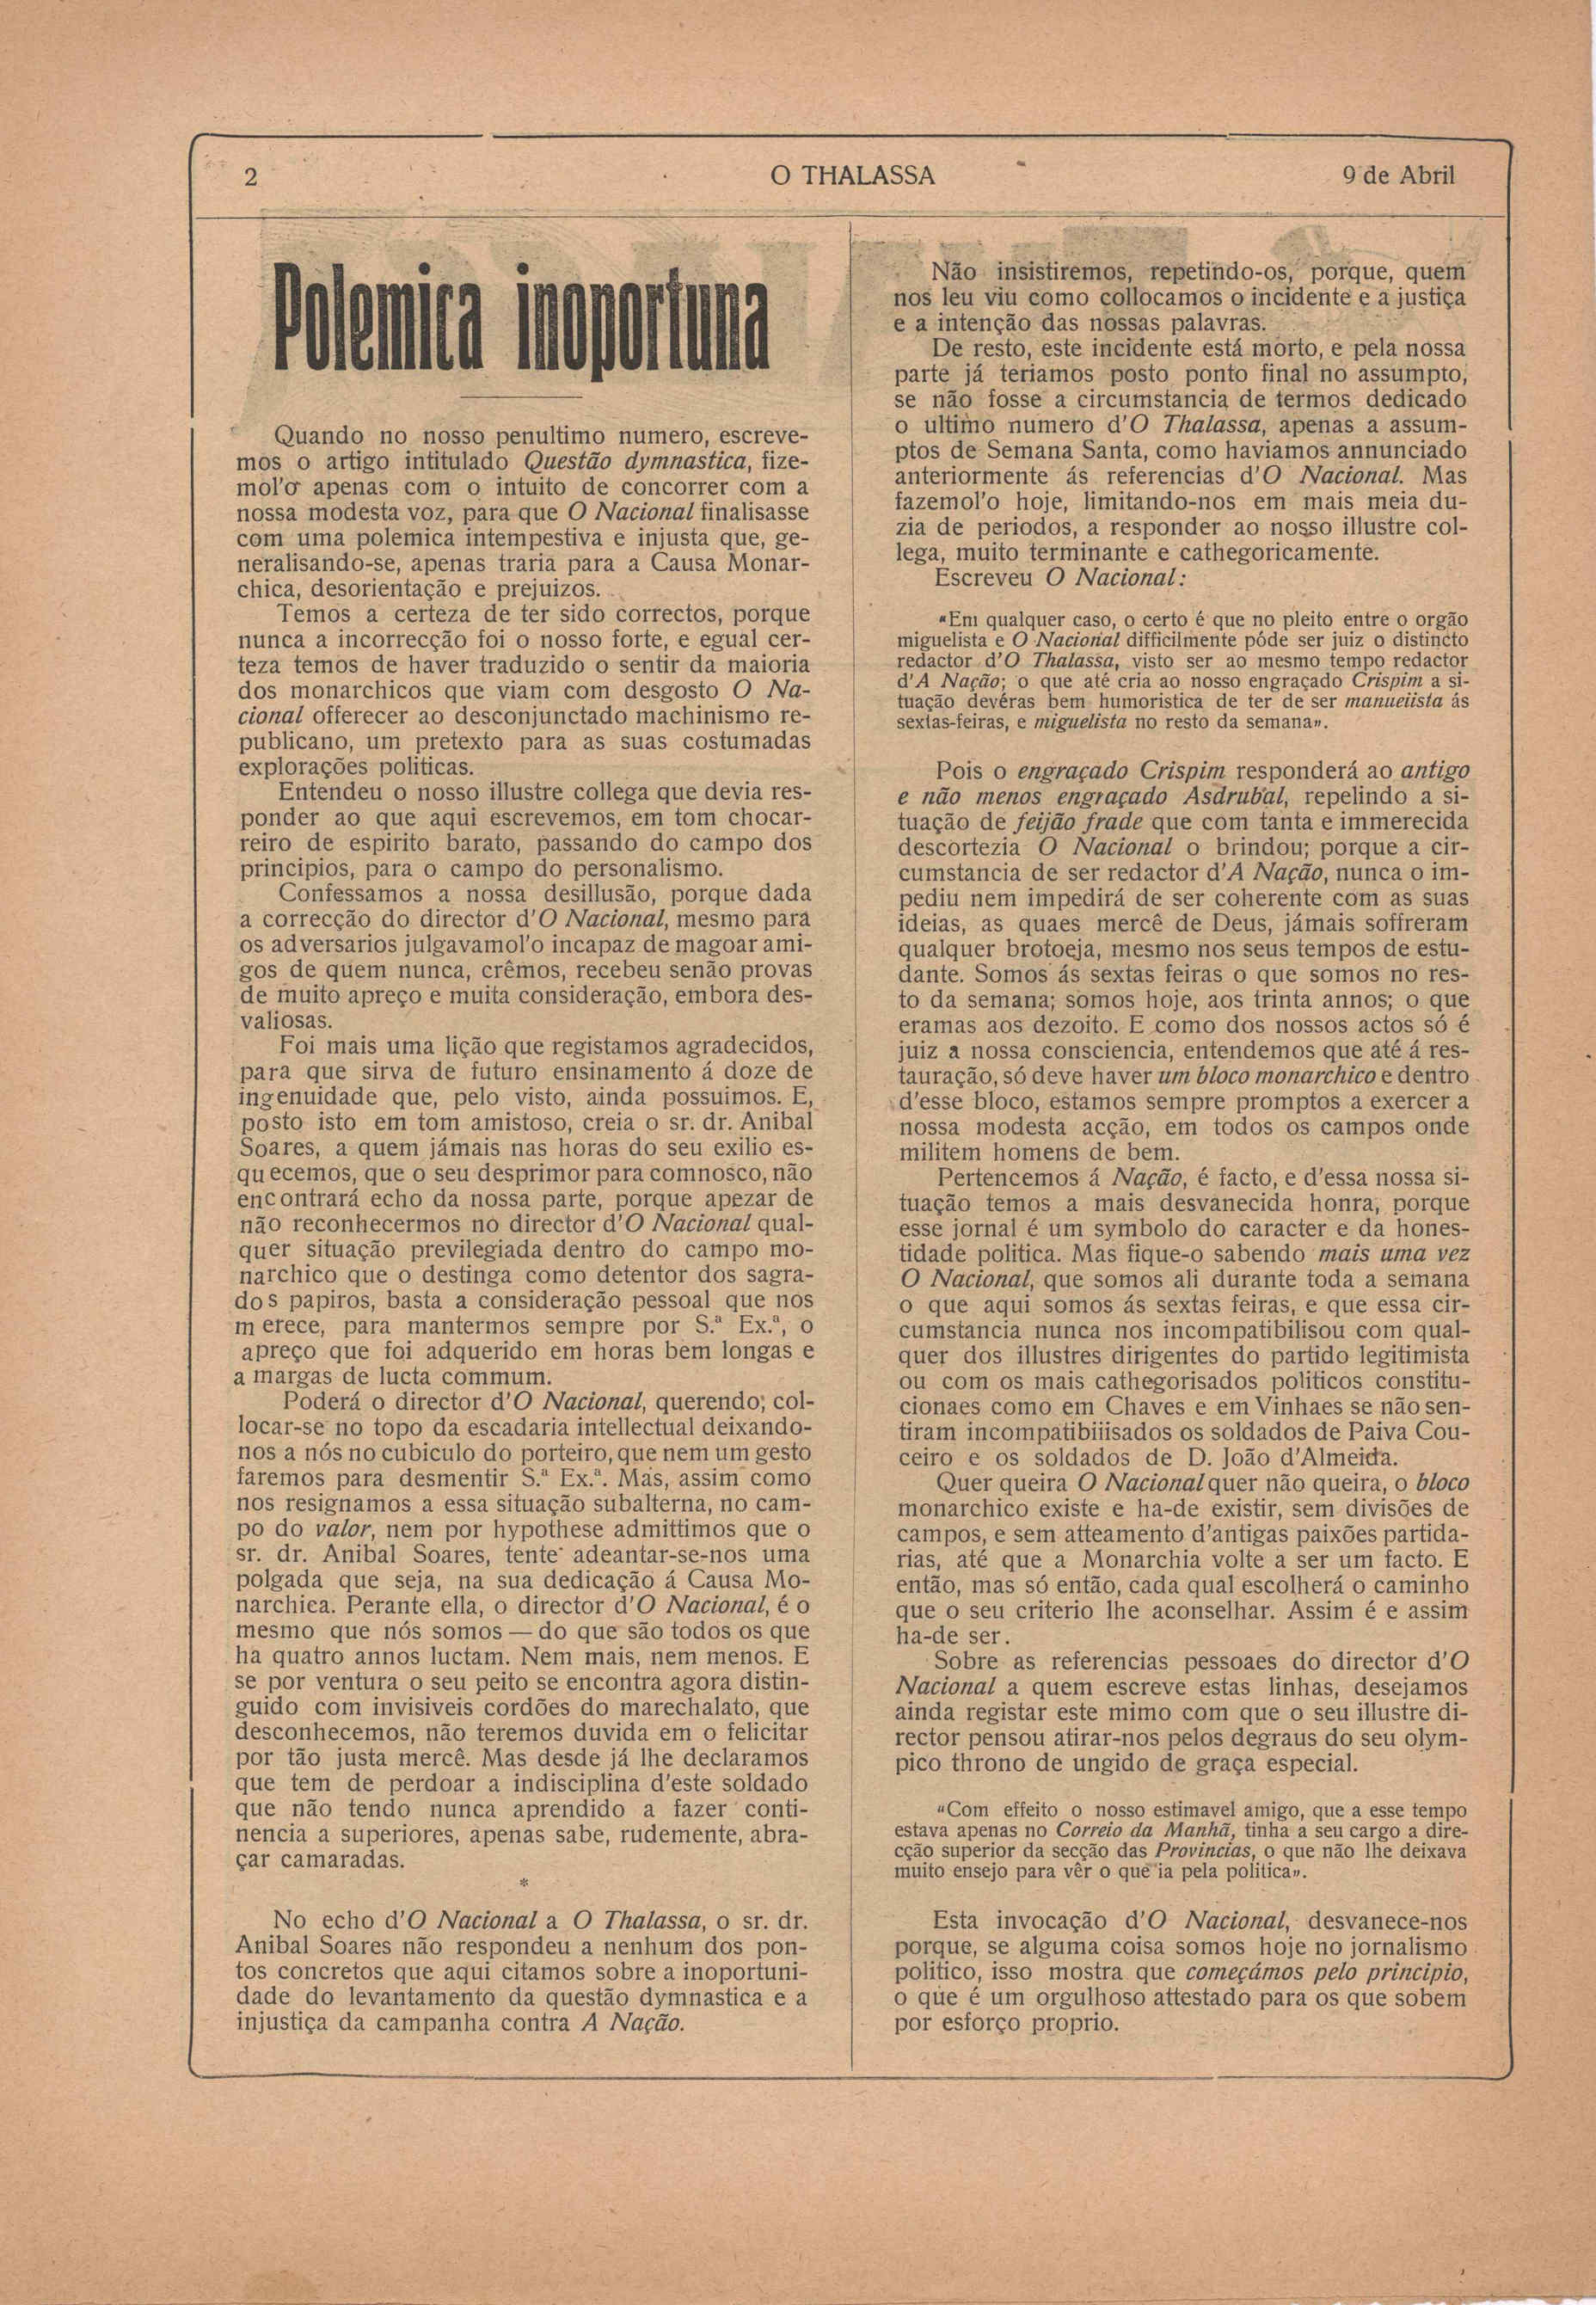 2
O THALASSA
9 de Abril
Polemica inoportuna
Quando no nosso penultimo numero, escreve-
mos o artigo intitulado Questão dymnastica, fize-
mol'o apenas com o intuito de concorrer com a
nossa modesta voz, para que O Nacional finalisasse
com uma polemica intempestiva e injusta que, ge-
neralisando-se, apenas traria para a Causa Monar-
chica, desorientação e prejuizos.
Temos a certeza de ter sido correctos, porque
nunca a incorrecção foi o nosso forte, e egual cer-
teza temos de haver traduzido o sentir da maioria
dos monarchicos que viam com desgosto O Na-
cional offerecer ao desconjunctado machinismo re-
publicano, um pretexto para as suas costumadas
explorações politicas.
Entendeu o nosso illustre collega que devia res-
ponder ao que aqui escrevemos, em tom chocar-
reiro de espirito barato, passando do campo dos
principios, para o campo do personalismo.
Confessamos a nossa desillusão, porque dada
a correcção do director d'O Nacional, mesmo para
os adversarios julgavamol'o incapaz de magoar ami-
gos de quem nunca, crêmos, recebeu senão provas
de muito apreço e muita consideração, embora des-
valiosas.
Foi mais uma lição que registamos agradecidos,
para que sirva de futuro ensinamento á doze de
ingenuidade que, pelo visto, ainda possuimos. E,
posto isto em tom amistoso, creia o sr. dr. Anibal
Soares, a quem jámais nas horas do seu exilio es-
quecemos, que o seu desprimor para comnosco, não
encontrará echo da nossa parte, porque apezar de
não reconhecermos no director d'O Nacional qual-
quer situação previlegiada dentro do campo mo-
narchico que o destinga como detentor dos sagra-
dos papiros, basta a consideração pessoal que nos
merece, para mantermos sempre por S.ª Ex.ª, o
apreço que foi adquerido em horas bem longas e
amargas de lucta commum.
Poderá o director d'O Nacional, querendo, col-
locar-se no topo da escadaria intellectual deixando-
nos a nós no cubiculo do porteiro, que nem um gesto
faremos para desmentir S.ª Ex.ª. Mas, assim como
nos resignamos a essa situação subalterna, no cam-
po do valor, nem por hypothese admittimos que o
sr. dr. Anibal Soares, tente adeantar-se-nos uma
polgada que seja, na sua dedicação á Causa Mo-
narchica. Perante ella, o director d'O Nacional, é o
mesmo que nós somos — do que são todos os que
ha quatro annos luctam. Nem mais, nem menos. E
se por ventura o seu peito se encontra agora distin-
guido com invisiveis cordões do marechalato, que
desconhecemos, não teremos duvida em o felicitar
por tão justa mercê. Mas desde já lhe declaramos
que tem de perdoar a indisciplina d'este soldado
que não tendo nunca aprendido a fazer conti-
nencia a superiores, apenas sabe, rudemente, abra-
çar camaradas.
*
No echo d'O Nacional a O Thalassa, o sr. dr.
Anibal Soares não respondeu a nenhum dos pon-
tos concretos que aqui citamos sobre a inoportuni-
dade do levantamento da questão dymnastica e a
injustiça da campanha contra A Nação.
Não insistiremos, repetindo-os, porque, quem
nos leu viu como collocamos o incidente e a justiça
e a intenção das nossas palavras.
De resto, este incidente está morto, e pela nossa
parte já teriamos posto ponto final no assumpto,
se não fosse a circumstancia de termos dedicado
o ultimo numero d'O Thalassa, apenas a assum-
ptos de Semana Santa, como haviamos annunciado
anteriormente ás referencias d'O Nacional. Mas
fazemol'o hoje, limitando-nos em mais meia du-
zia de periodos, a responder ao nosso illustre col-
lega, muito terminante e cathegoricamente.
Escreveu O Nacional:
«Em qualquer caso, o certo é que no pleito entre o orgão
miguelista e O Nacional difficilmente póde ser juiz o distincto
redactor d'O Thalassa, visto ser ao mesmo tempo redactor
d'A Nação; o que até cria ao nosso engraçado Crispim a si-
tuação devéras bem humoristica de ter de ser manueiista ás
sextas-feiras, e miguelista no resto da semana».
Pois o engraçado Crispim responderá ao antigo
e não menos engraçado Asdrubal, repelindo a si-
tuação de feijão frade que com tanta e immerecida
descortezia O Nacional o brindou; porque a cir-
cumstancia de ser redactor d'A Nação, nunca o im-
pediu nem impedirá de ser coherente com as suas
ideias, as quaes mercê de Deus, jámais soffreram
qualquer brotoeja, mesmo nos seus tempos de estu-
dante. Somos ás sextas feiras o que somos no res-
to da semana; somos hoje, aos trinta annos; o que
eramas aos dezoito. E como dos nossos actos só é
juiz a nossa consciencia, entendemos que até á res-
tauração, só deve haver um bloco monarchico e dentro
d'esse bloco, estamos sempre promptos a exercer a
nossa modesta acção, em todos os campos onde
militem homens de bem.
Pertencemos á Nação, é facto, e d'essa nossa si-
tuação temos a mais desvanecida honra, porque
esse jornal é um symbolo do caracter e da hones-
tidade politica. Mas fique-o sabendo mais uma vez
O Nacional, que somos ali durante toda a semana
o que aqui somos ás sextas feiras, e que essa cir-
cumstancia nunca nos incompatibilisou com qual-
quer dos illustres dirigentes do partido legitimista
ou com os mais cathegorisados politicos constitu-
cionaes como em Chaves e em Vinhaes se não sen-
tiram incompatibiiisados os soldados de Paiva Cou-
ceiro e os soldados de D. João d'Almeida.
Quer queira O Nacional quer não queira, o bloco
monarchico existe e ha-de existir, sem divisões de
campos, e sem atteamento d'antigas paixões partida-
rias, até que a Monarchia volte a ser um facto. E
então, mas só então, cada qual escolherá o caminho
que o seu criterio lhe aconselhar. Assim é e assim
ha-de ser.
Sobre as referencias pessoaes do director d'O
Nacional a quem escreve estas linhas, desejamos
ainda registar este mimo com que o seu illustre di-
rector pensou atirar-nos pelos degraus do seu olym-
pico throno de ungido de graça especial.
«Com effeito o nosso estimavel amigo, que a esse tempo
estava apenas no Correio da Manhã, tinha a seu cargo a dire-
cção superior da secção das Provincias, o que não lhe deixava
muito ensejo para vêr o que ia pela politica».
Esta invocação d'O Nacional, desvanece-nos
porque, se alguma coisa somos hoje no jornalismo
politico, isso mostra que começámos pelo principio,
o que é um orgulhoso attestado para os que sobem
por esforço proprio.